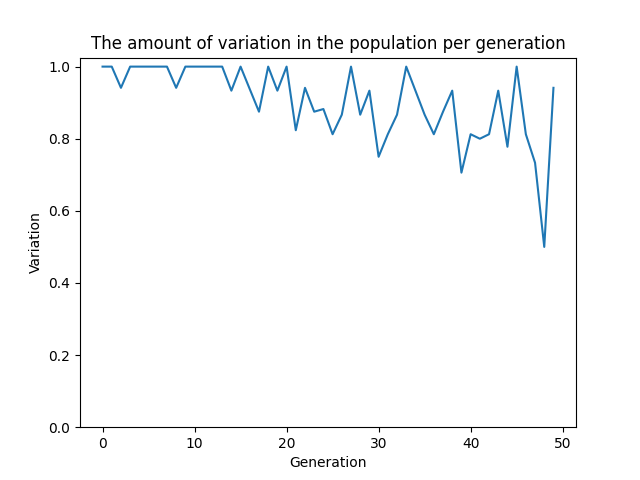 The amount of variation in the population per generation
1.0
0.8
0.6
0.4
0.2
0.0
Variation
0 10 20 30 40 50
Generation